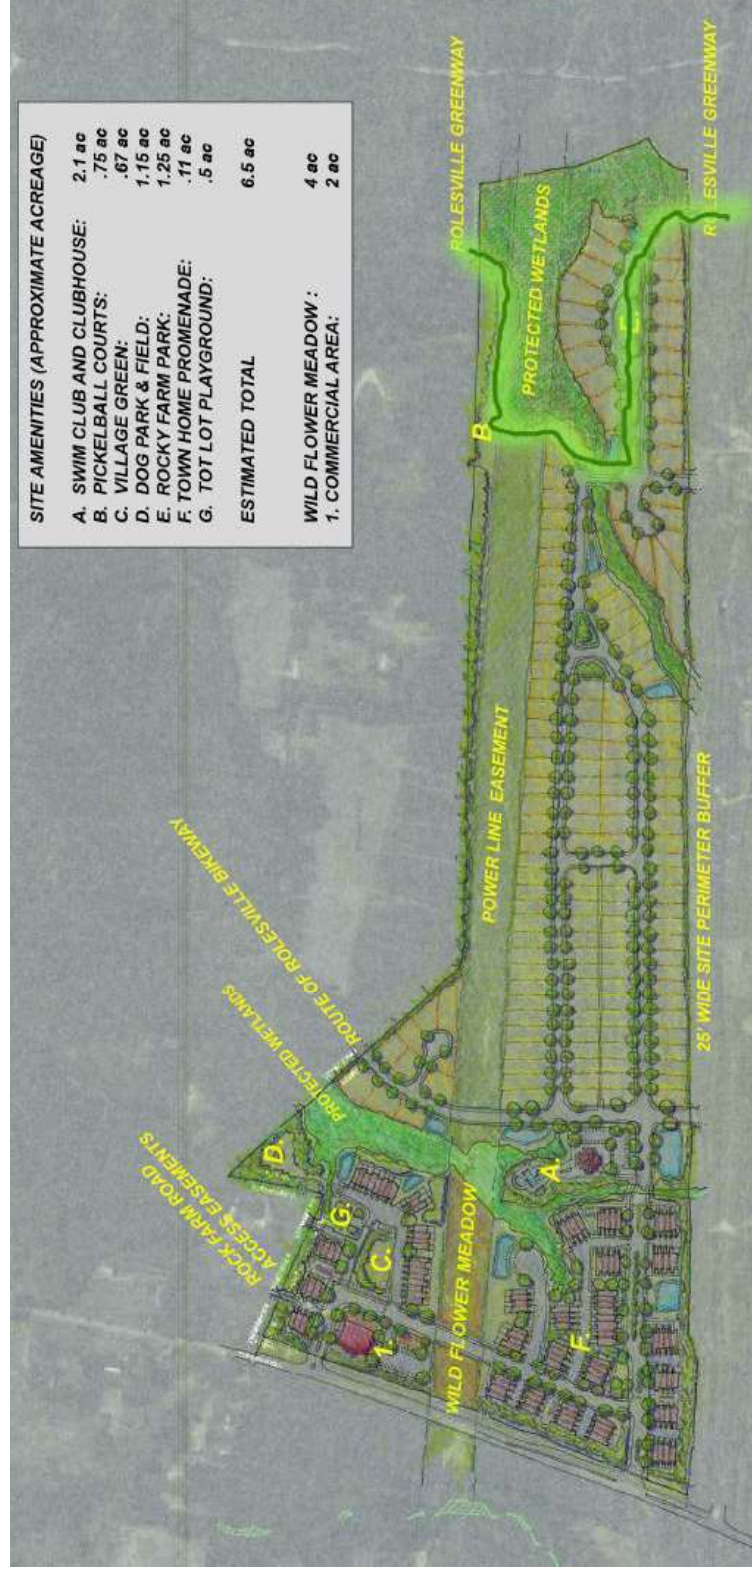 SITE AMENITIES (APPROXIMATE ACREAGE)
A. SWIM CLUB AND CLUBHOUSE: 2.1 ac
B. PICKELBALL COURTS: .75 ac
C. VILLAGE GREEN: .67 ac
D. DOG PARK & FIELD: 1.15 ac
E. ROCKY FARM PARK: 1.25 ac
F. TOWN HOME PROMENADE: .11 ac
G. TOT LOT PLAYGROUND: .5 ac
ESTIMATED TOTAL 6.5 ac
WILD FLOWER MEADOW : 4 ac
1. COMMERCIAL AREA: 2 ac
ROCK FARM ROAD
ACCESS EASEMENTS
PROTECTED WETLANDS
ROUTE OF ROLESVILLE BIKEWAY
D.
G.
C.
1.
WILD FLOWER MEADOW
A.
F.
POWER LINE EASEMENT
25' WIDE SITE PERIMETER BUFFER
B.
PROTECTED WETLANDS
E.
ROLESVILLE GREENWAY
ROLESVILLE GREENWAY